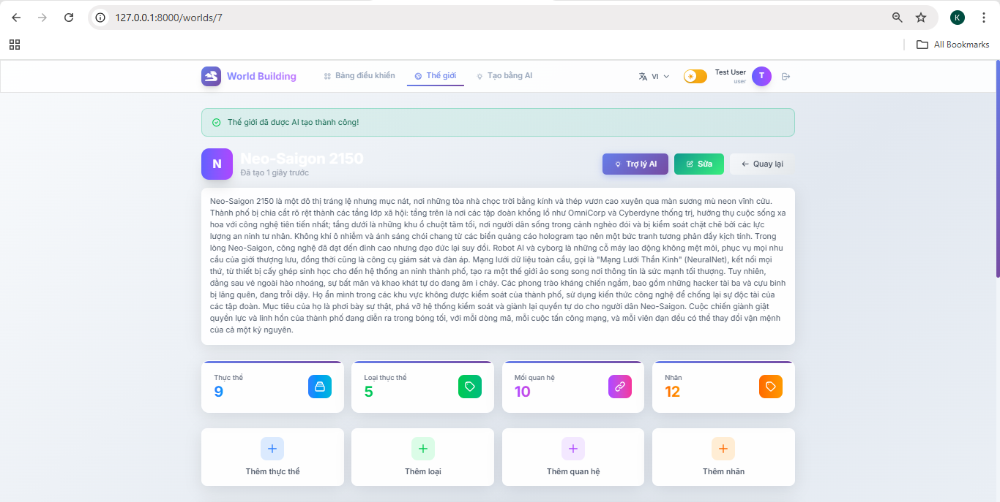 127.0.0.1:8000/worlds/7
K
All Bookmarks
World Building
Bảng điều khiển
Thế giới
Tạo bằng AI
VI
Test User
user
T
Thế giới đã được AI tạo thành công!
N
Neo-Saigon 2150
Đã tạo 1 giây trước
Trợ lý AI
Sửa
Quay lại
Neo-Saigon 2150 là một đô thị tráng lệ nhưng mục nát, nơi những tòa nhà chọc trời bằng kính và thép vươn cao xuyên qua màn sương mù neon vĩnh cửu.
Thành phố bị chia cắt rõ rệt thành các tầng lớp xã hội: tầng trên là nơi các tập đoàn khổng lồ như OmniCorp và Cyberdyne thống trị, hưởng thụ cuộc sống xa
hoa với công nghệ tiên tiến nhất; tầng dưới là những khu ổ chuột tăm tối, nơi người dân sống trong cảnh nghèo đói và bị kiểm soát chặt chẽ bởi các lực
lượng an ninh tư nhân. Không khí ô nhiễm và ánh sáng chói chang từ các biển quảng cáo hologram tạo nên một bức tranh tương phản đầy kịch tính. Trong
lòng Neo-Saigon, công nghệ đã đạt đến đỉnh cao nhưng đạo đức lại suy đồi. Robot AI và cyborg là những cỗ máy lao động không mệt mỏi, phục vụ mọi nhu
cầu của giới thượng lưu, đồng thời cũng là công cụ giám sát và đàn áp. Mạng lưới dữ liệu toàn cầu, gọi là "Mạng Lưới Thần Kinh" (NeuralNet), kết nối mọi
thứ, từ thiết bị cấy ghép sinh học cho đến hệ thống an ninh thành phố, tạo ra một thế giới ảo song song nơi thông tin là sức mạnh tối thượng. Tuy nhiên,
đằng sau vẻ ngoài hào nhoáng, sự bất mãn và khao khát tự do đang âm ỉ cháy. Các phong trào kháng chiến ngầm, bao gồm những hacker tài ba và cựu binh
bị lãng quên, đang trỗi dậy. Họ ẩn mình trong các khu vực không được kiểm soát của thành phố, sử dụng kiến thức công nghệ để chống lại sự độc tài của
các tập đoàn. Mục tiêu của họ là phơi bày sự thật, phá vỡ hệ thống kiểm soát và giành lại quyền tự do cho người dân Neo-Saigon. Cuộc chiến giành giật
quyền lực và linh hồn của thành phố đang diễn ra trong bóng tối, với mỗi dòng mã, mỗi cuộc tấn công mạng, và mỗi viên đạn đều có thể thay đổi vận mệnh
của cả một kỷ nguyên.
Thực thể
9
Loại thực thể
5
Mối quan hệ
10
Nhãn
12
Thêm thực thể
Thêm loại
Thêm quan hệ
Thêm nhãn